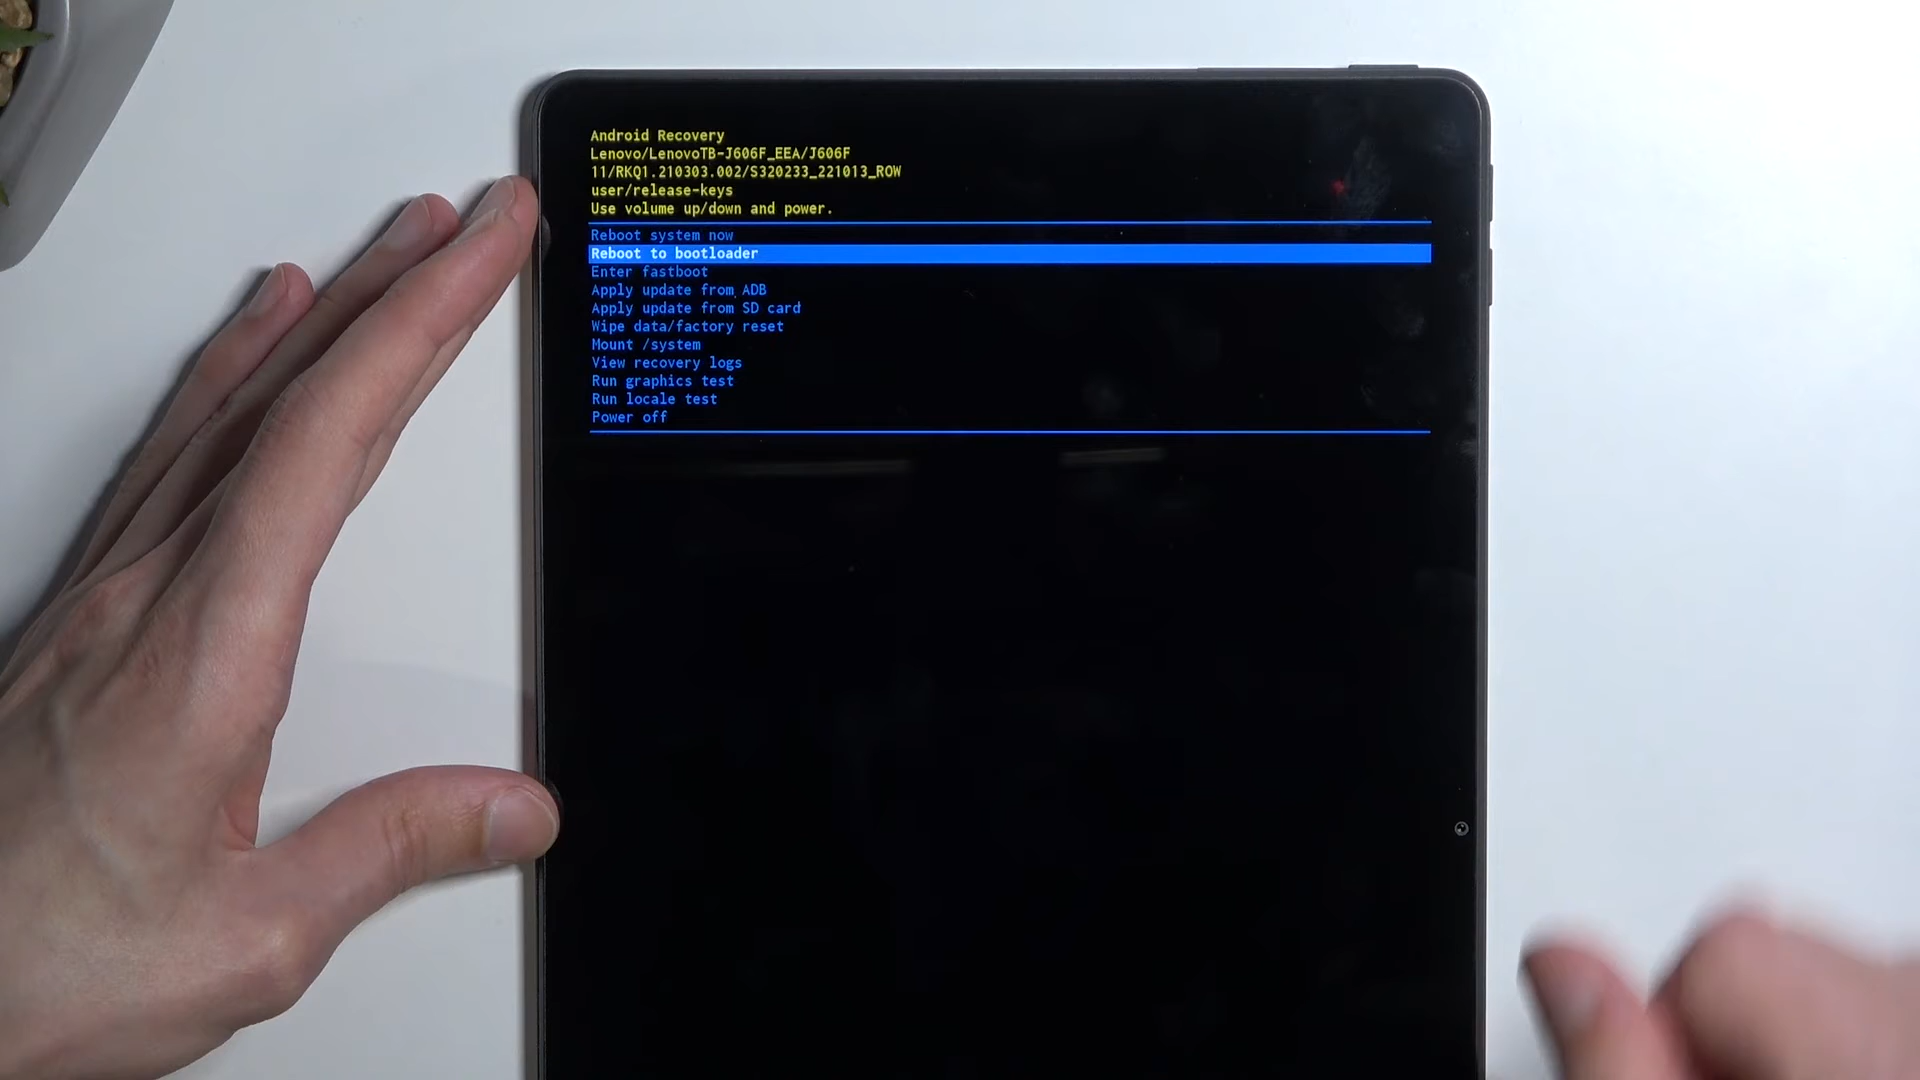 Android Recovery
Lenovo/LenovoTB-J606F_EEA/J606F
11/RKQ1.210303.002/S320233_221013_ROW
user/release-keys
Use volume up/down and power.
Reboot system now
Reboot to bootloader
Enter fastboot
Apply update from ADB
Apply update from SD card
Wipe data/factory reset
Mount /system
View recovery logs
Run graphics test
Run locale test
Power off